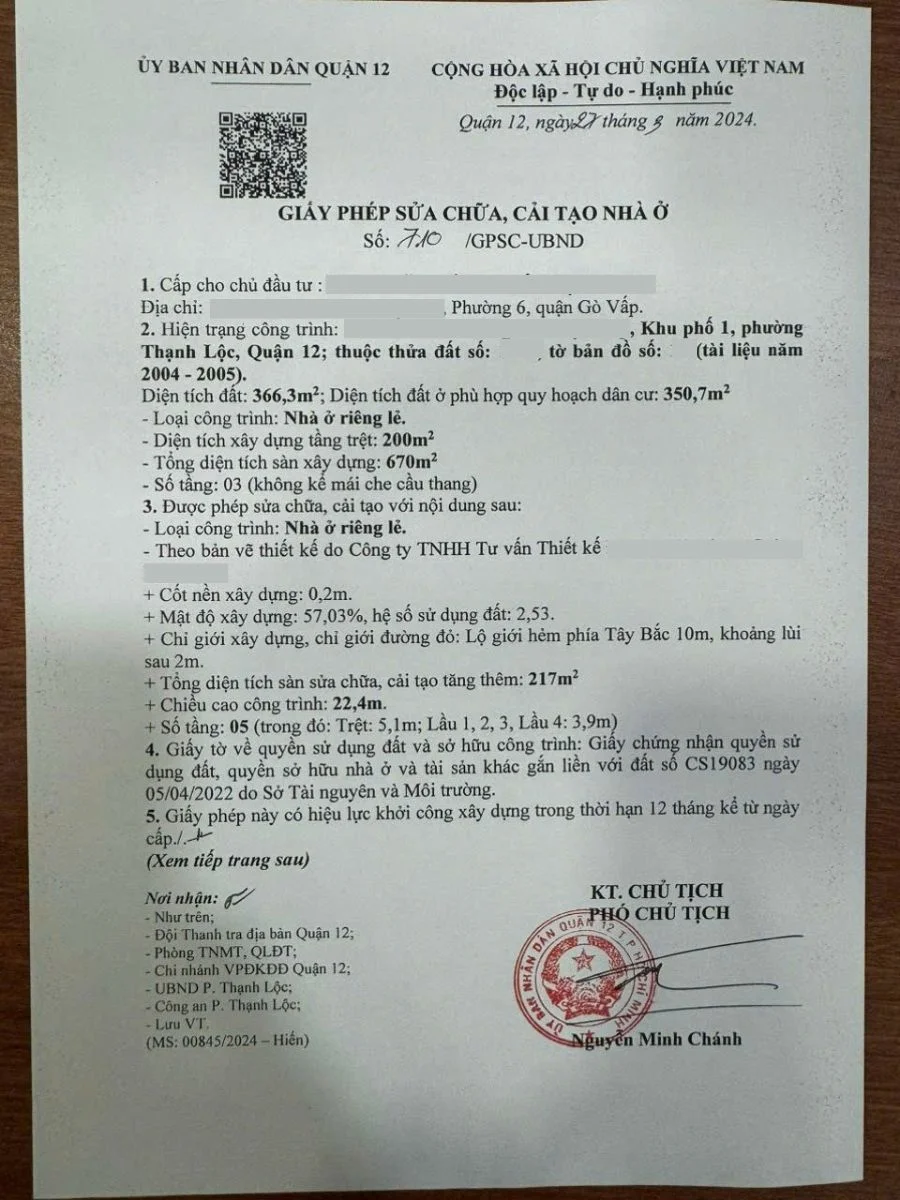 ỦY BAN NHÂN DÂN QUẬN 12
CỘNG HÒA XÃ HỘI CHỦ NGHĨA VIỆT NAM
Độc lập - Tự do - Hạnh phúc
Quận 12, ngày 27 tháng 3 năm 2024.
GIẤY PHÉP SỬA CHỮA, CẢI TẠO NHÀ Ở
Số: 710 /GPSC-UBND
1. Cấp cho chủ đầu tư :
Địa chỉ: , Phường 6, quận Gò Vấp.
2. Hiện trạng công trình: , Khu phố 1, phường
Thạnh Lộc, Quận 12; thuộc thửa đất số: , tờ bản đồ số: (tài liệu năm
2004 - 2005).
Diện tích đất: 366,3m²; Diện tích đất ở phù hợp quy hoạch dân cư: 350,7m²
- Loại công trình: Nhà ở riêng lẻ.
- Diện tích xây dựng tầng trệt: 200m²
- Tổng diện tích sàn xây dựng: 670m²
- Số tầng: 03 (không kể mái che cầu thang)
3. Được phép sửa chữa, cải tạo với nội dung sau:
- Loại công trình: Nhà ở riêng lẻ.
- Theo bản vẽ thiết kế do Công ty TNHH Tư vấn Thiết kế
+ Cốt nền xây dựng: 0,2m.
+ Mật độ xây dựng: 57,03%, hệ số sử dụng đất: 2,53.
+ Chỉ giới xây dựng, chỉ giới đường đỏ: Lộ giới hẻm phía Tây Bắc 10m, khoảng lùi
sau 2m.
+ Tổng diện tích sàn sửa chữa, cải tạo tăng thêm: 217m²
+ Chiều cao công trình: 22,4m.
+ Số tầng: 05 (trong đó: Trệt: 5,1m; Lầu 1, 2, 3, Lầu 4: 3,9m)
4. Giấy tờ về quyền sử dụng đất và sở hữu công trình: Giấy chứng nhận quyền sử
dụng đất, quyền sở hữu nhà ở và tài sản khác gắn liền với đất số CS19083 ngày
05/04/2022 do Sở Tài nguyên và Môi trường.
5. Giấy phép này có hiệu lực khởi công xây dựng trong thời hạn 12 tháng kể từ ngày
cấp./.
(Xem tiếp trang sau)
Nơi nhận:
- Như trên;
- Đội Thanh tra địa bàn Quận 12;
- Phòng TNMT, QLĐT;
- Chi nhánh VPĐKĐĐ Quận 12;
- UBND P. Thạnh Lộc;
- Công an P. Thạnh Lộc;
- Lưu VT.
(MS: 00845/2024 – Hiến)
KT. CHỦ TỊCH
PHÓ CHỦ TỊCH
ỦY BAN NHÂN DÂN QUẬN 12 T.P HỒ CHÍ MINH
Nguyễn Minh Chánh